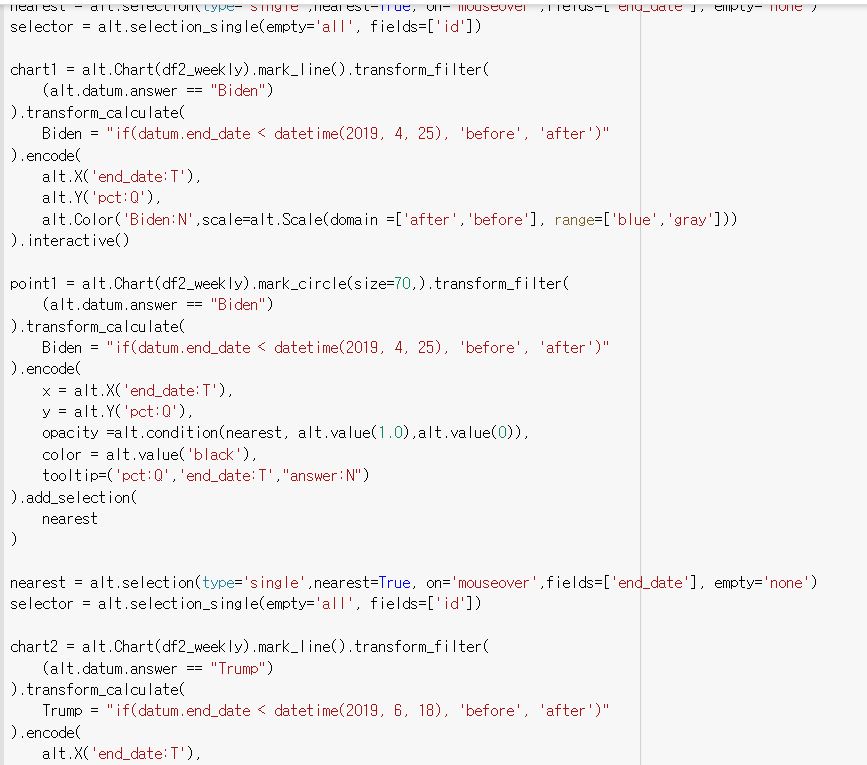 nearest = alt.selection(type='single',nearest=True, on='mouseover',fields=['end_date'], empty='none')
selector = alt.selection_single(empty='all', fields=['id'])
chart1 = alt.Chart(df2_weekly).mark_line().transform_filter(
    (alt.datum.answer == "Biden")
).transform_calculate(
    Biden = "if(datum.end_date < datetime(2019, 4, 25), 'before', 'after')"
).encode(
    alt.X('end_date:T'),
    alt.Y('pct:Q'),
    alt.Color('Biden:N',scale=alt.Scale(domain =['after','before'], range=['blue','gray']))
).interactive()
point1 = alt.Chart(df2_weekly).mark_circle(size=70,).transform_filter(
    (alt.datum.answer == "Biden")
).transform_calculate(
    Biden = "if(datum.end_date < datetime(2019, 4, 25), 'before', 'after')"
).encode(
    x = alt.X('end_date:T'),
    y = alt.Y('pct:Q'),
    opacity =alt.condition(nearest, alt.value(1.0),alt.value(0)),
    color = alt.value('black'),
    tooltip=('pct:Q','end_date:T',"answer:N")
).add_selection(
    nearest
)
nearest = alt.selection(type='single',nearest=True, on='mouseover',fields=['end_date'], empty='none')
selector = alt.selection_single(empty='all', fields=['id'])
chart2 = alt.Chart(df2_weekly).mark_line().transform_filter(
    (alt.datum.answer == "Trump")
).transform_calculate(
    Trump = "if(datum.end_date < datetime(2019, 6, 18), 'before', 'after')"
).encode(
    alt.X('end_date:T'),